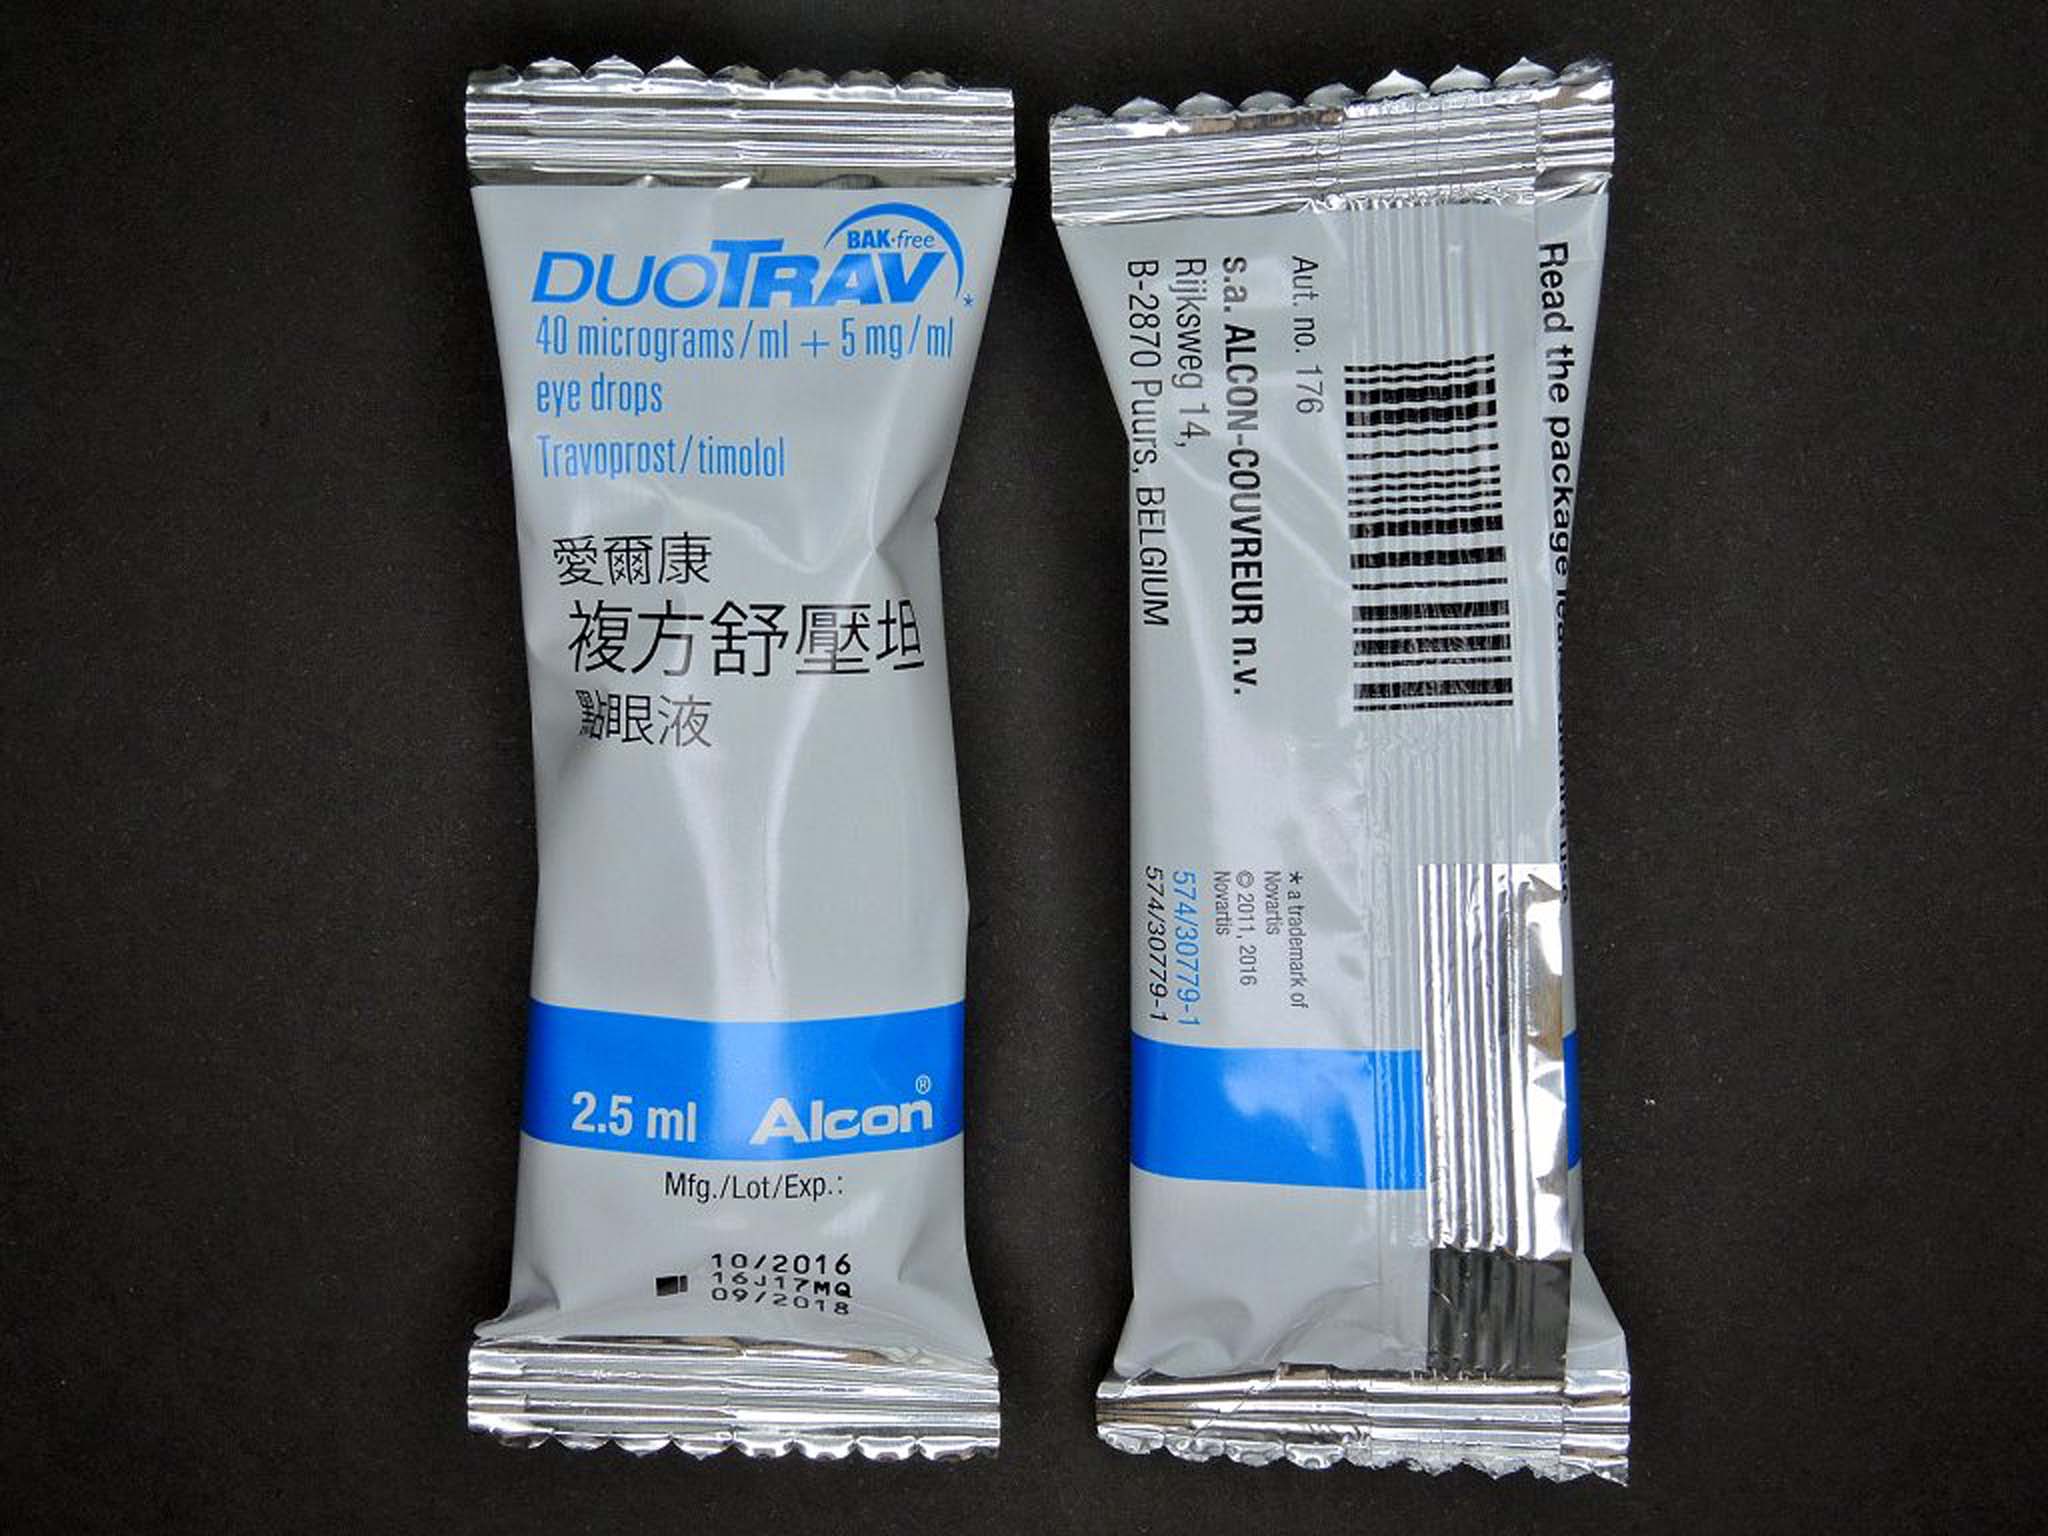 BAK·free
DUOTRAV*
40 micrograms/ml + 5 mg/ml
eye drops
Travoprost/timolol
愛爾康
複方舒壓坦
點眼液
2.5 ml Alcon®
Mfg./Lot/Exp.:
10/2016
16J17MQ
09/2018
Read the package
Aut. no. 176
s.a. ALCON-COUVREUR n.v.
Rijksweg 14,
B-2870 Puurs, BELGIUM
* a trademark of
Novartis
© 2011, 2016
Novartis
574/30779-1
574/30779-1